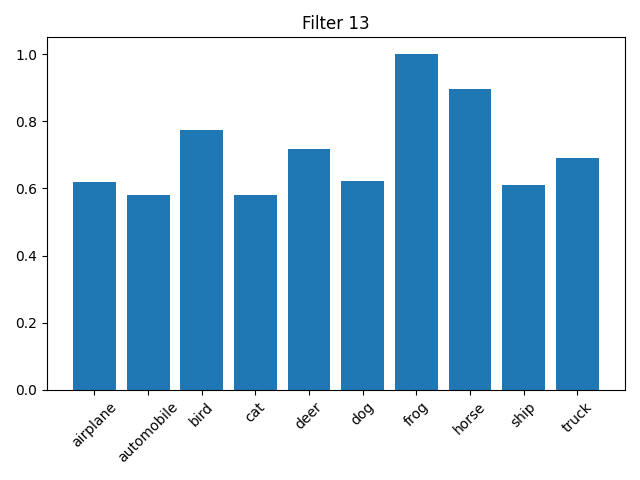 Filter 13
1.0
0.8
0.6
0.4
0.2
0.0
airplane
automobile
bird
cat
deer
dog
frog
horse
ship
truck